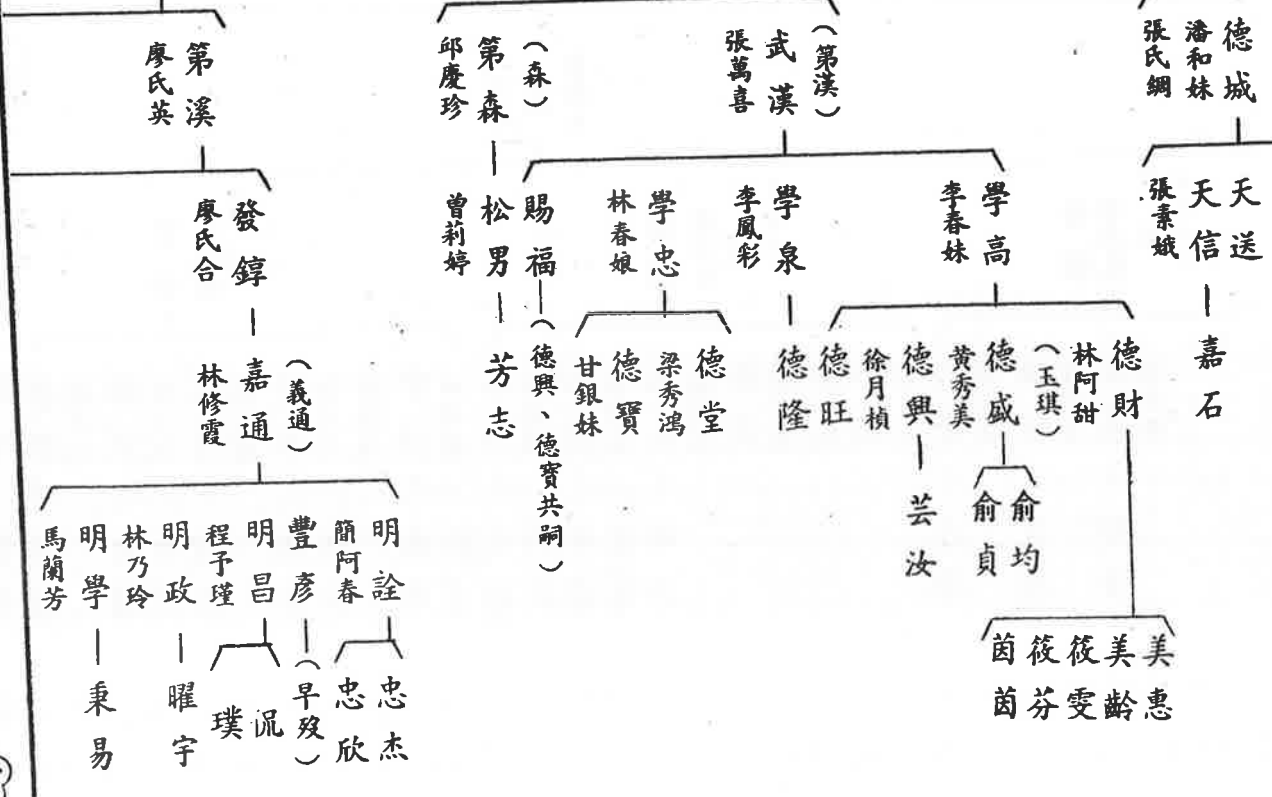 德城
潘和妹
張氏綢
(第漢)
武漢
張萬喜
(森)
第森
邱慶珍
第溪
廖氏英
天送
天信
張素娥
學高
李春妹
學泉
李鳳彩
學忠
林春娘
賜福
松男
曾莉婷
發錞
廖氏合
嘉石
德財
林阿甜
(玉琪)
德威
黃秀美
德興
徐月楨
德旺
德隆
德堂
梁秀鴻
德寶
甘銀妹
(德興、德寶共嗣)
芳志
(義通)
嘉通
林修霞
俞均
俞貞
芸汝
明詮
簡阿春
豐彥
明昌
程予瑾
明政
林乃玲
明學
馬蘭芳
美惠
美齡
筱雯
筱芬
茵茵
忠杰
忠欣
(早歿)
侃
璞
曜宇
秉易